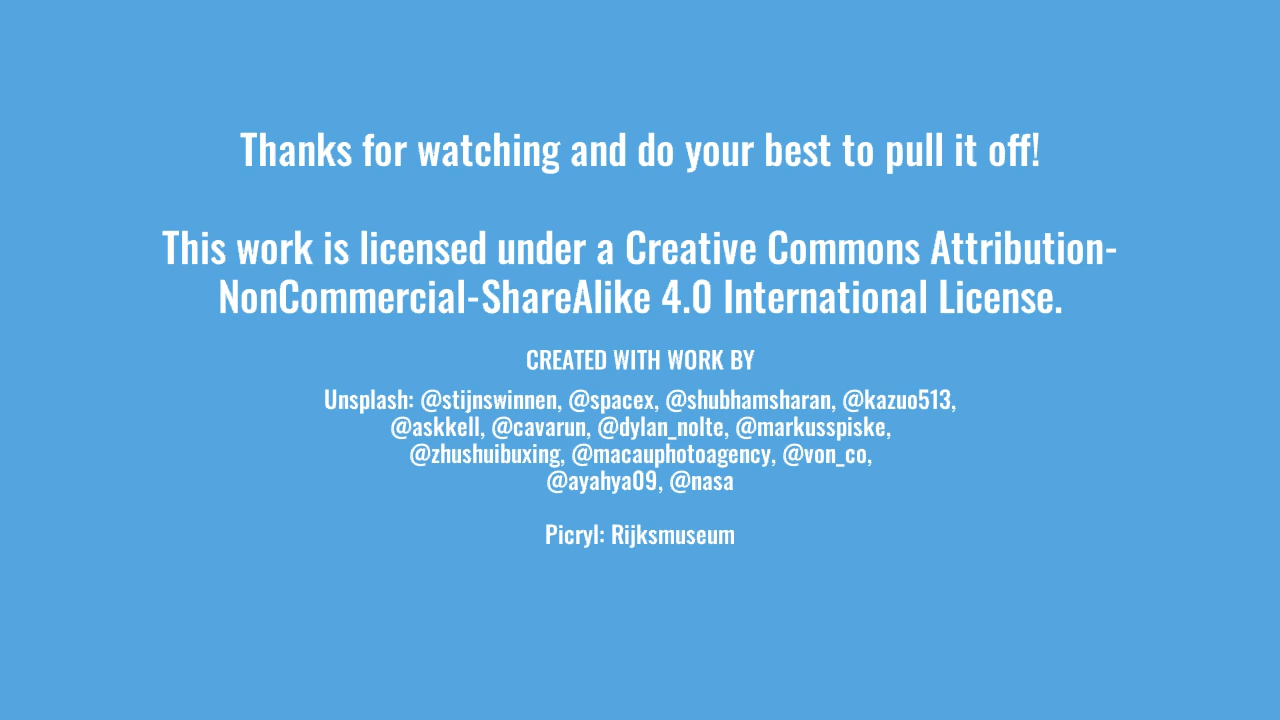 Thanks for watching and do your best to pull it off!
This work is licensed under a Creative Commons Attribution-
NonCommercial-ShareAlike 4.0 International License.
CREATED WITH WORK BY
Unsplash: @stijnswinnen, @spacex, @shubhamsharan, @kazuo513,
@askkell, @cavarun, @dylan_nolte, @markusspiske,
@zhushuibuxing, @macauphotoagency, @von_co,
@ayahya09, @nasa
Picryl: Rijksmuseum